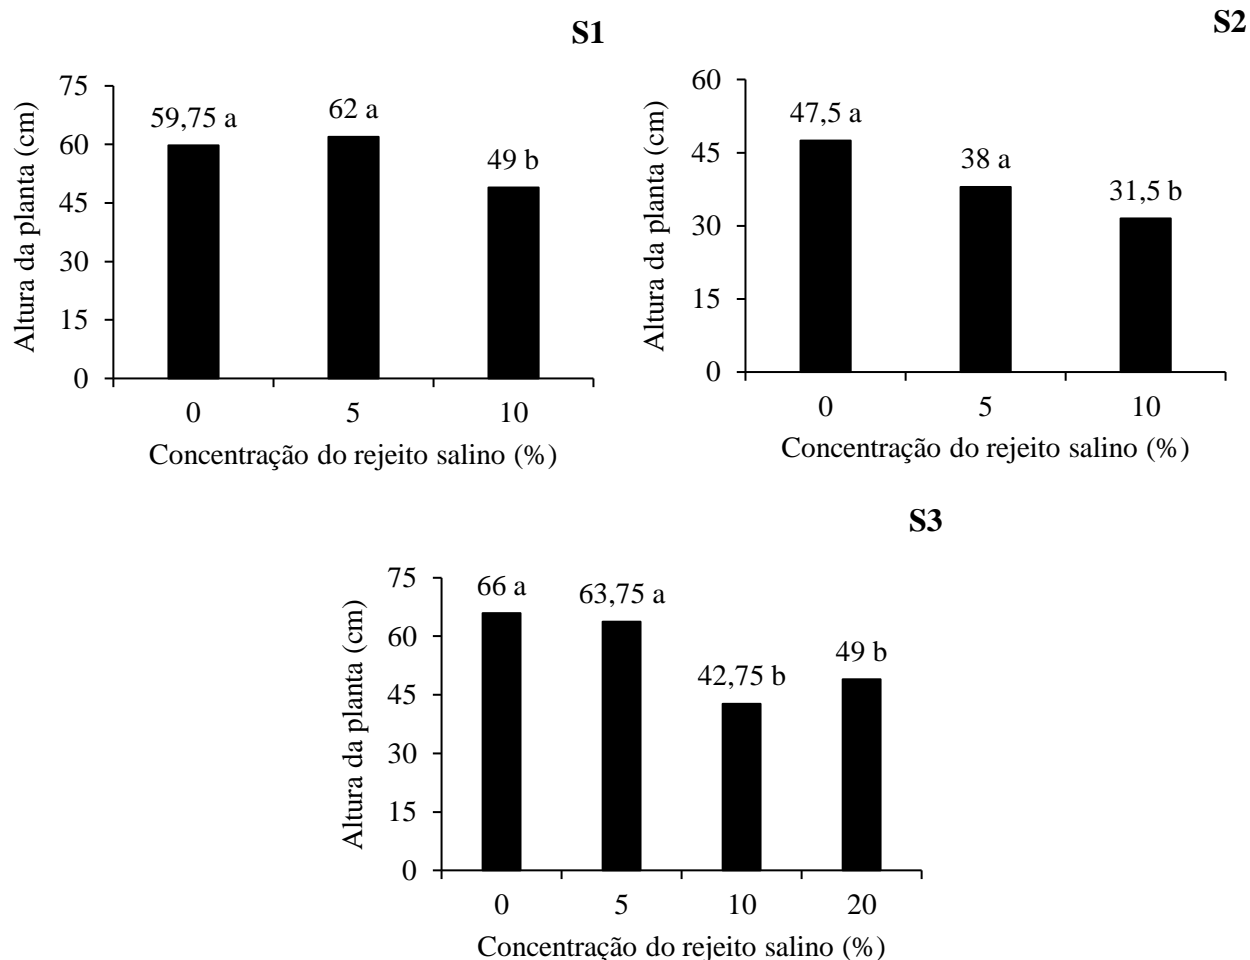 S1
75
60
45
30
15
0
Altura da planta (cm)
59,75 a
62 a
49 b
0 5 10
Concentração do rejeito salino (%)
S2
60
45
30
15
0
Altura da planta (cm)
47,5 a
38 a
31,5 b
0 5 10
Concentração do rejeito salino (%)
S3
75
60
45
30
15
0
Altura da planta (cm)
66 a
63,75 a
42,75 b
49 b
0 5 10 20
Concentração do rejeito salino (%)